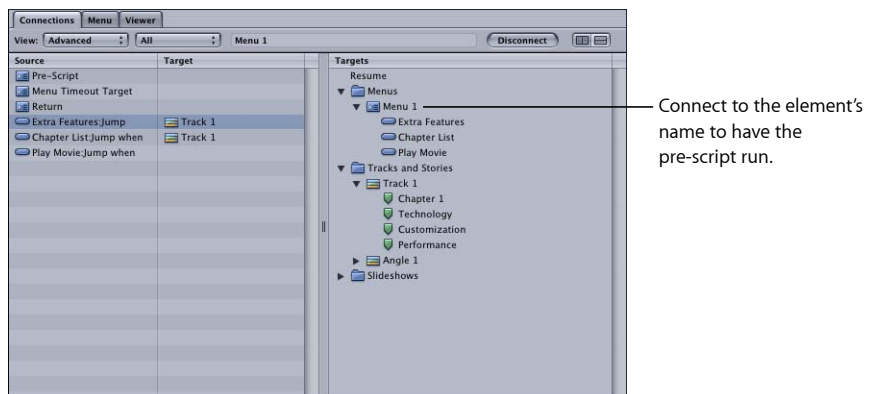 Connections Menu Viewer
View: Advanced All Menu 1 Disconnect
Source Target
Pre-Script
Menu Timeout Target
Return
Extra Features:Jump Track 1
Chapter List:Jump when Track 1
Play Movie:Jump when
Targets
Resume
Menus
Menu 1
Extra Features
Chapter List
Play Movie
Tracks and Stories
Track 1
Chapter 1
Technology
Customization
Performance
Angle 1
Slideshows
Connect to the element’s
name to have the
pre-script run.